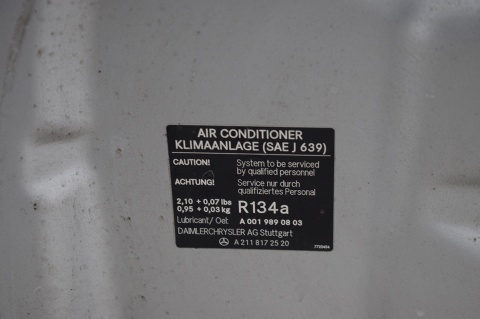 AIR CONDITIONER
KLIMAANLAGE (SAE J 639)
CAUTION! System to be serviced
by qualified personnel
ACHTUNG! Service nur durch
qualifiziertes Personal
2,10 + 0,07 lbs
0,95 + 0,03 kg R134a
Lubricant/ Oel: A 001 989 08 03
DAIMLERCHRYSLER AG Stuttgart
A 211 817 25 20